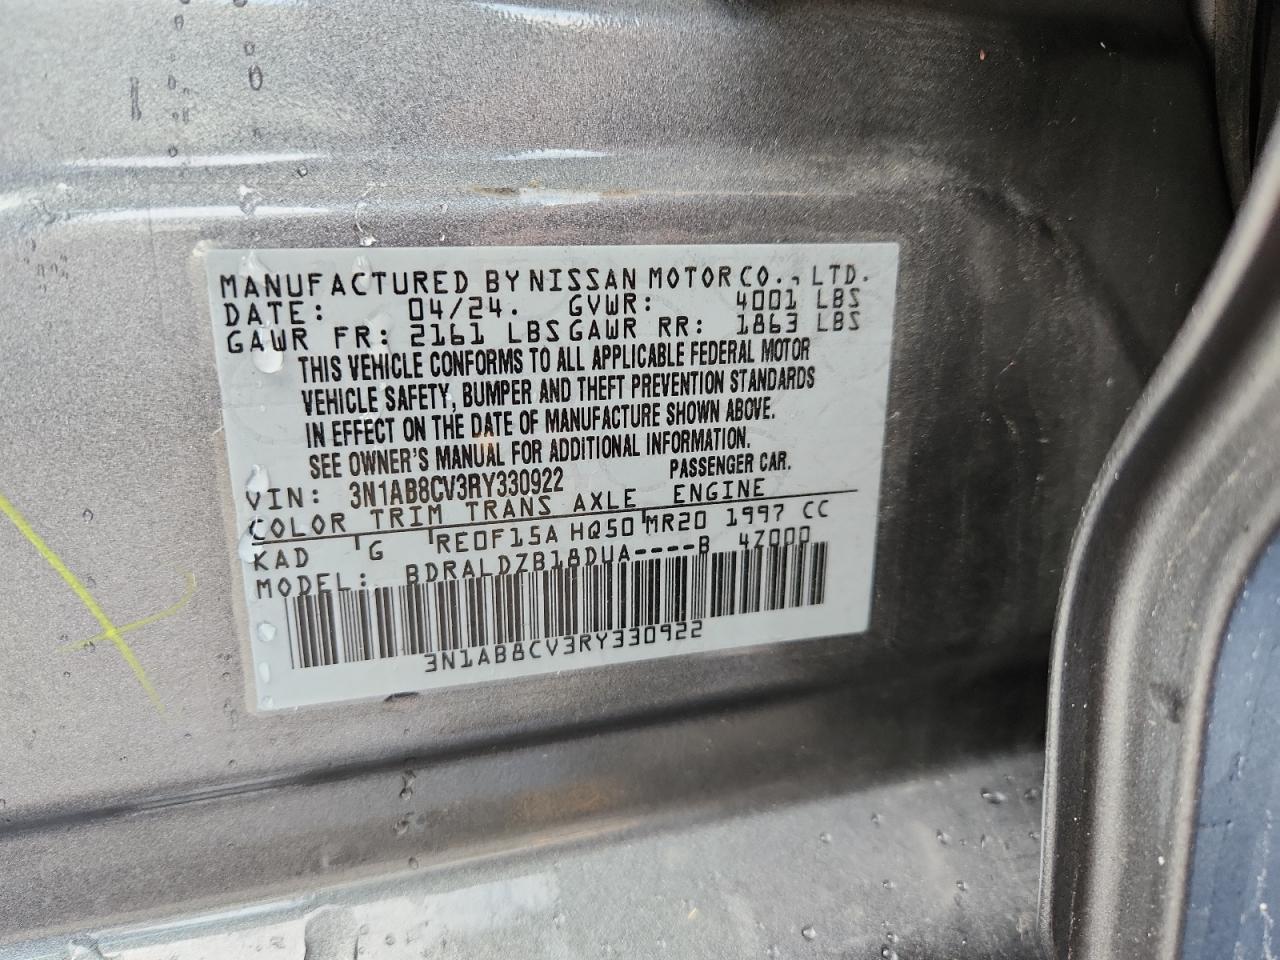 MANUFACTURED BY NISSAN MOTOR CO., LTD.
DATE: 04/24. GVWR: 4001 LBS
GAWR FR: 2161 LBS GAWR RR: 1863 LBS
THIS VEHICLE CONFORMS TO ALL APPLICABLE FEDERAL MOTOR
VEHICLE SAFETY, BUMPER AND THEFT PREVENTION STANDARDS
IN EFFECT ON THE DATE OF MANUFACTURE SHOWN ABOVE.
SEE OWNER'S MANUAL FOR ADDITIONAL INFORMATION.
VIN: 3N1AB8CV3RY330922 PASSENGER CAR.
COLOR TRIM TRANS AXLE ENGINE
KAD G RE0F15A HQ50 MR20 1997 CC
MODEL: BDRALDZB18DUA----B 4Z000
3N1AB8CV3RY330922